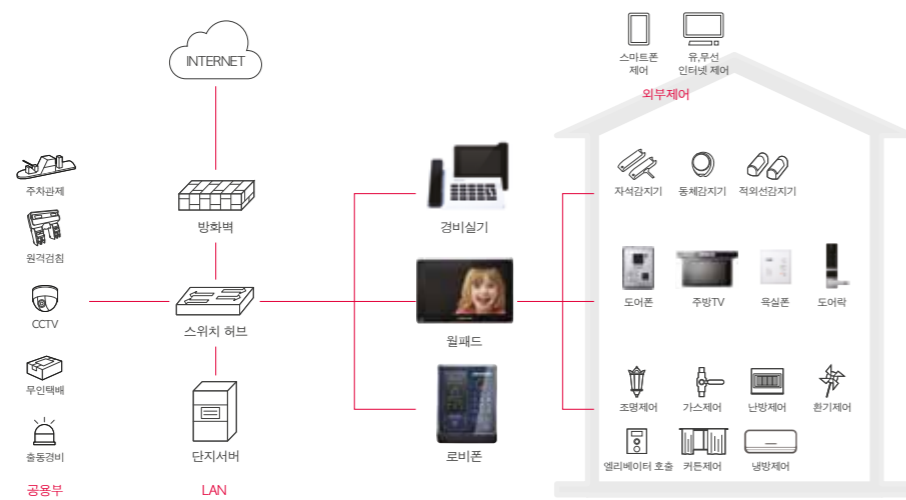 INTERNET
스마트폰
제어
유,무선
인터넷 제어
외부제어
주차관제
원격검침
CCTV
무인택배
출동경비
공용부
방화벽
스위치 허브
단지서버
LAN
경비실기
월패드
로비폰
자석감지기
동체감지기
적외선감지기
도어폰
주방TV
욕실폰
도어락
조명제어
가스제어
난방제어
환기제어
엘리베이터 호출
커튼제어
냉방제어